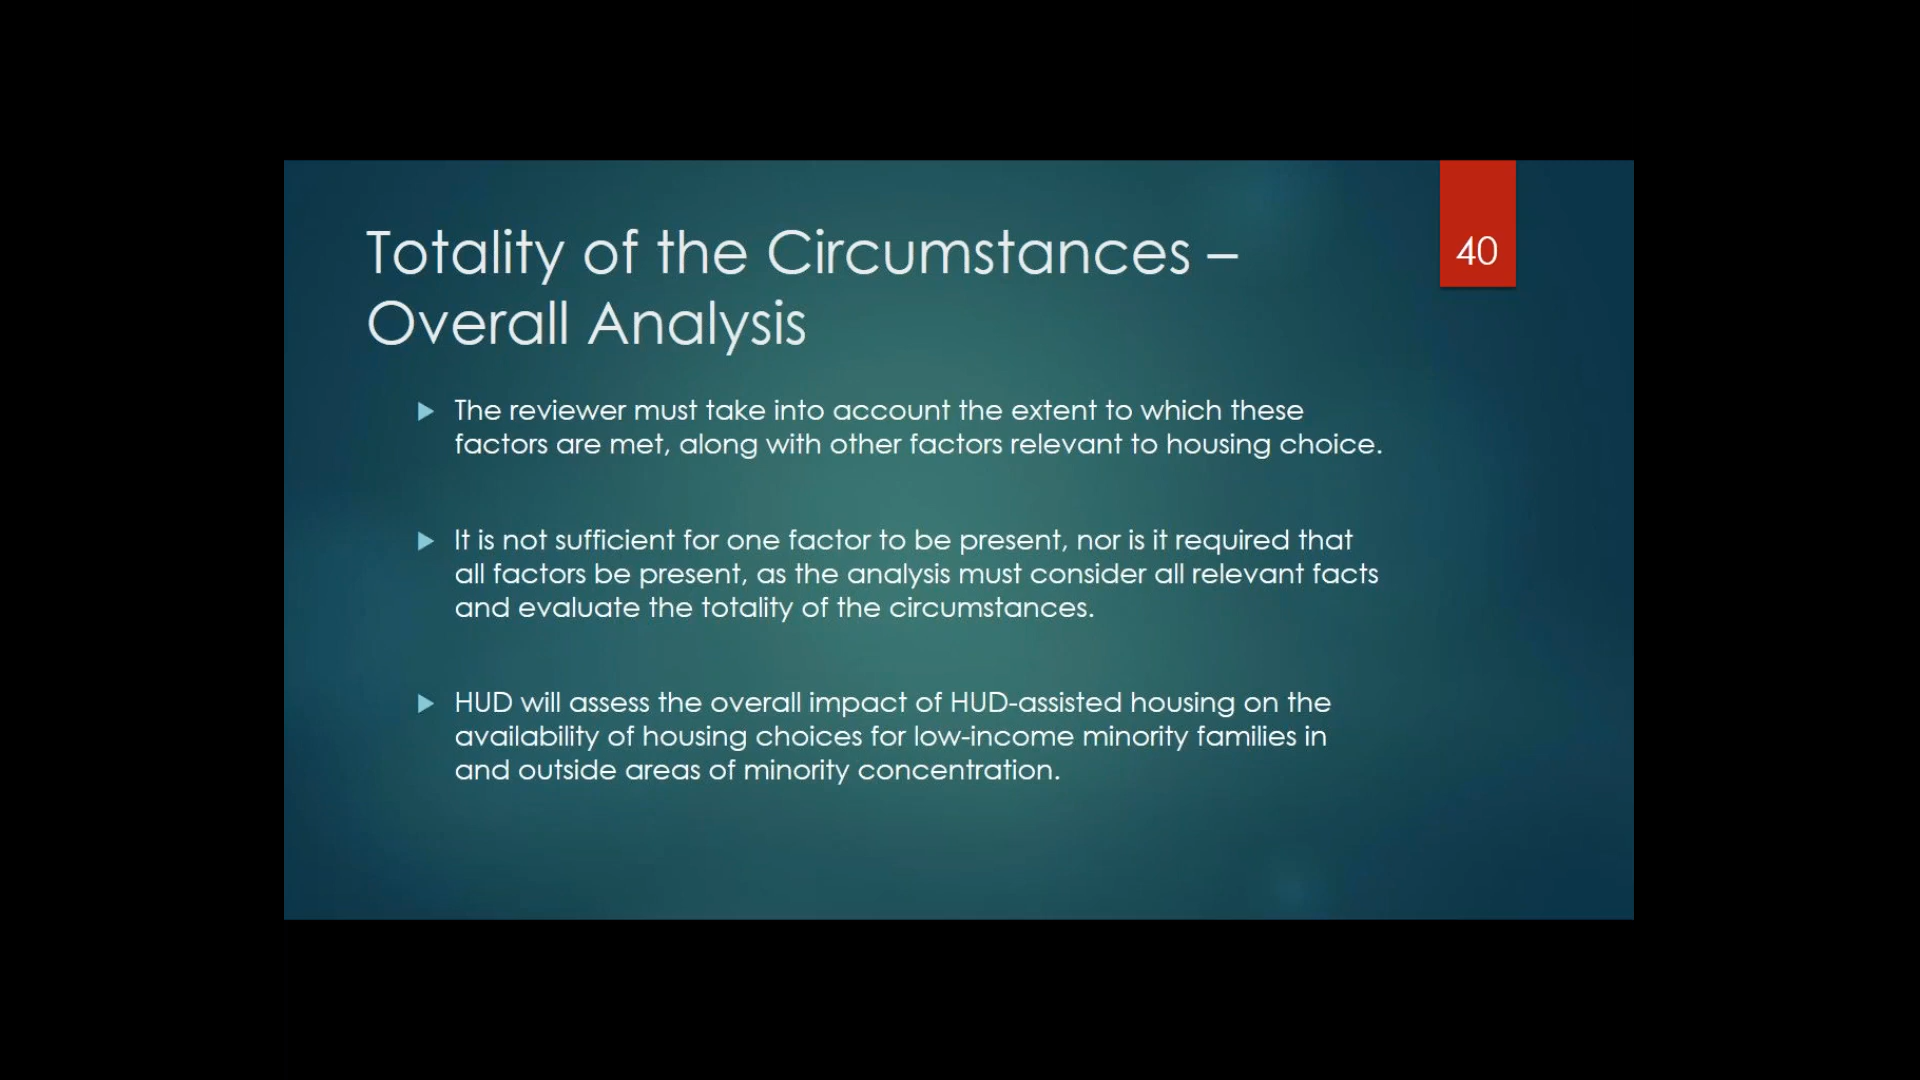 Totality of the Circumstances –
Overall Analysis
40
The reviewer must take into account the extent to which these
factors are met, along with other factors relevant to housing choice.
It is not sufficient for one factor to be present, nor is it required that
all factors be present, as the analysis must consider all relevant facts
and evaluate the totality of the circumstances.
HUD will assess the overall impact of HUD-assisted housing on the
availability of housing choices for low-income minority families in
and outside areas of minority concentration.